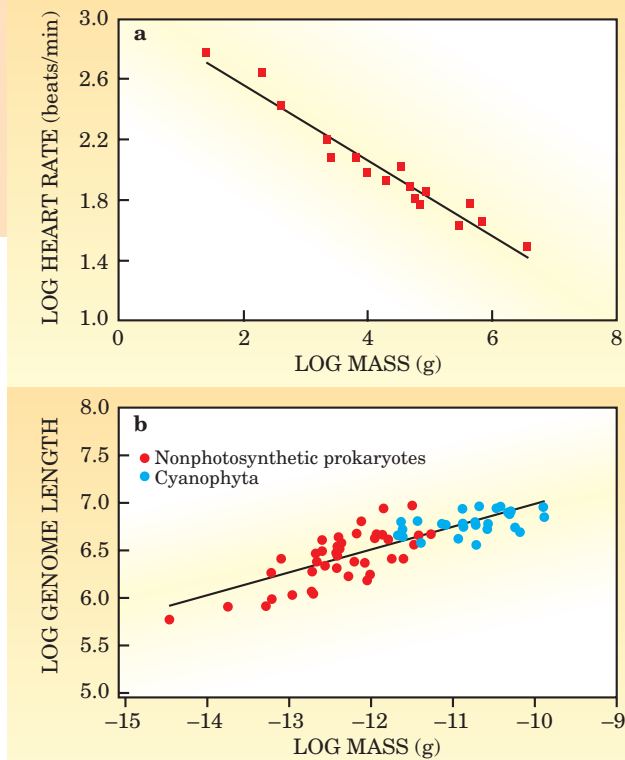 a
LOG HEART RATE (beats/min)
3.0
2.6
2.2
1.8
1.4
1.0
0 2 4 6 8
LOG MASS (g)
b
LOG GENOME LENGTH
8.0
7.5
7.0
6.5
6.0
5.5
5.0
Nonphotosynthetic prokaryotes
Cyanophyta
–15 –14 –13 –12 –11 –10 –9
LOG MASS (g)